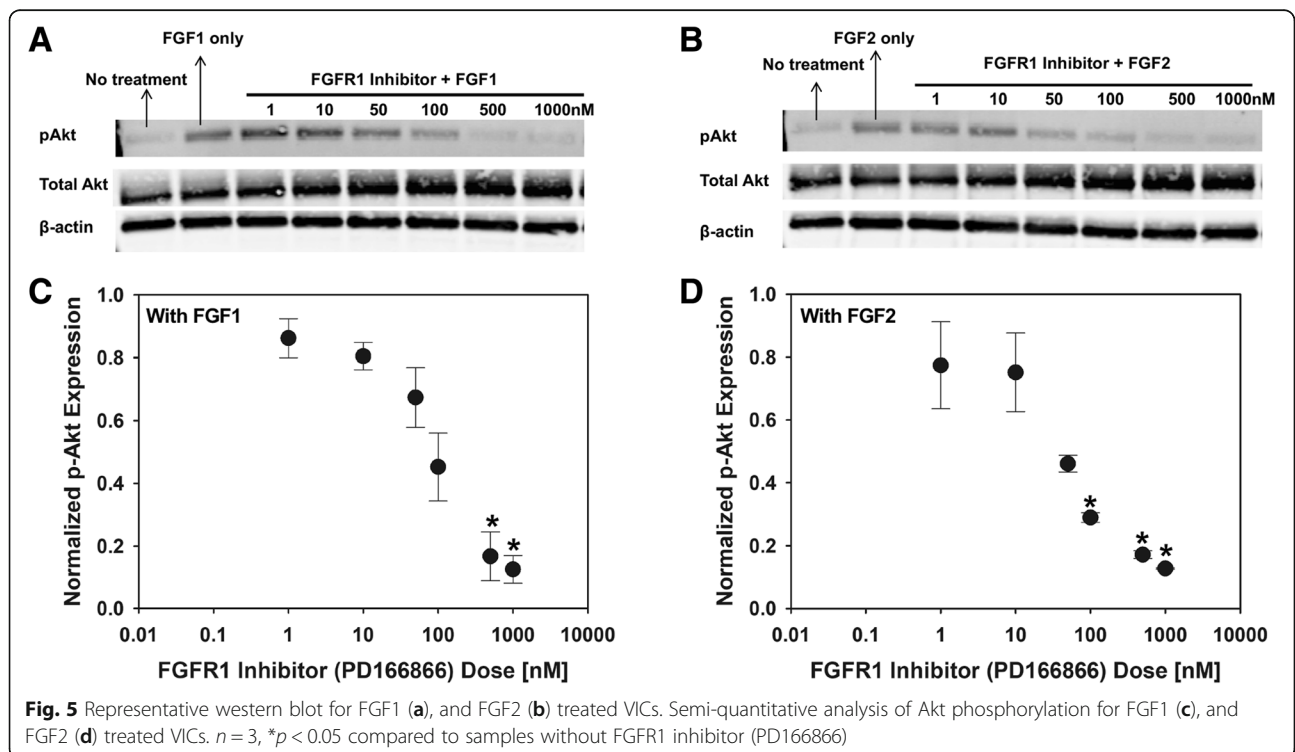 A
FGF1 only
No treatment
FGFR1 Inhibitor + FGF1
1 10 50 100 500 1000nM
pAkt
Total Akt
β-actin
B
FGF2 only
No treatment
FGFR1 Inhibitor + FGF2
1 10 50 100 500 1000nM
pAkt
Total Akt
β-actin
C
With FGF1
Normalized p-Akt Expression
1.0
0.8
0.6
0.4
0.2
0.0
* *
0.01 0.1 1 10 100 1000 10000
FGFR1 Inhibitor (PD166866) Dose [nM]
D
With FGF2
Normalized p-Akt Expression
1.0
0.8
0.6
0.4
0.2
0.0
* * *
0.01 0.1 1 10 100 1000 10000
FGFR1 Inhibitor (PD166866) Dose [nM]
Fig. 5 Representative western blot for FGF1 (a), and FGF2 (b) treated VICs. Semi-quantitative analysis of Akt phosphorylation for FGF1 (c), and
FGF2 (d) treated VICs. n = 3, *p < 0.05 compared to samples without FGFR1 inhibitor (PD166866)